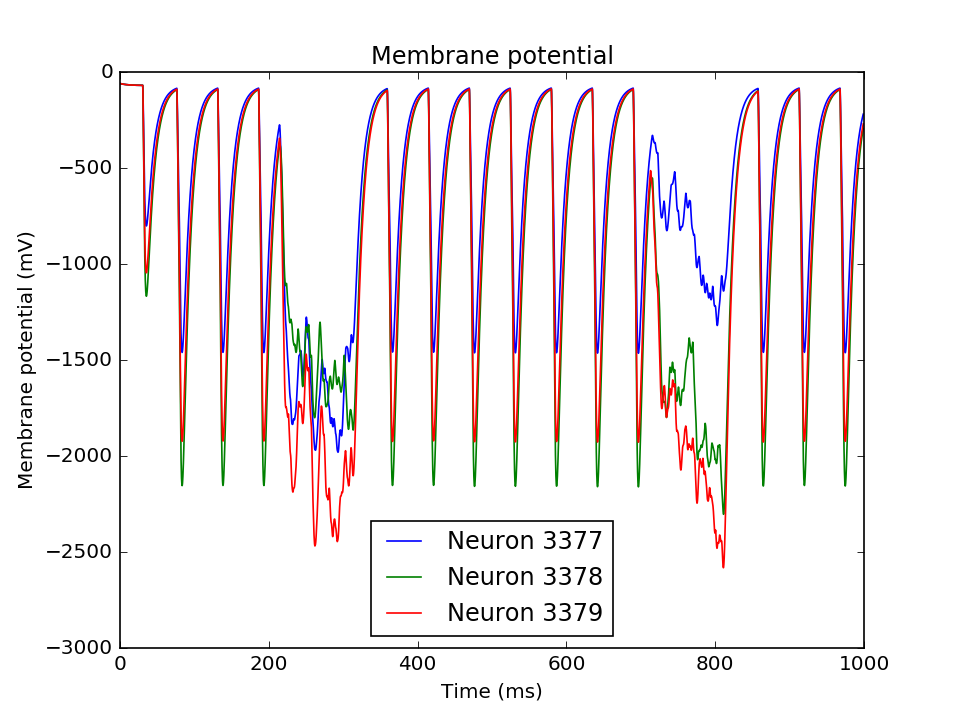 Membrane potential
0
−500
−1000
−1500
−2000
−2500
−3000
Membrane potential (mV)
Neuron 3377
Neuron 3378
Neuron 3379
0 200 400 600 800 1000
Time (ms)